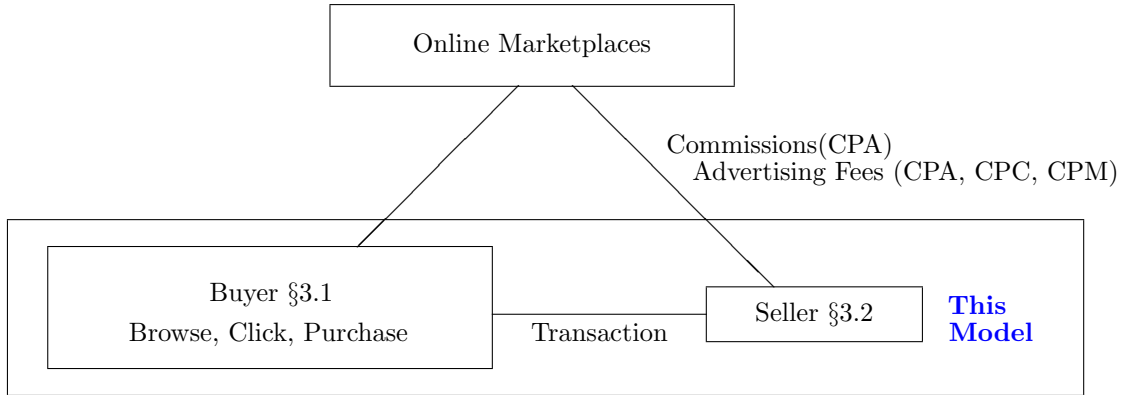 Online Marketplaces
Commissions(CPA)
Advertising Fees (CPA, CPC, CPM)
Buyer §3.1
Browse, Click, Purchase
Transaction
Seller §3.2
This
Model